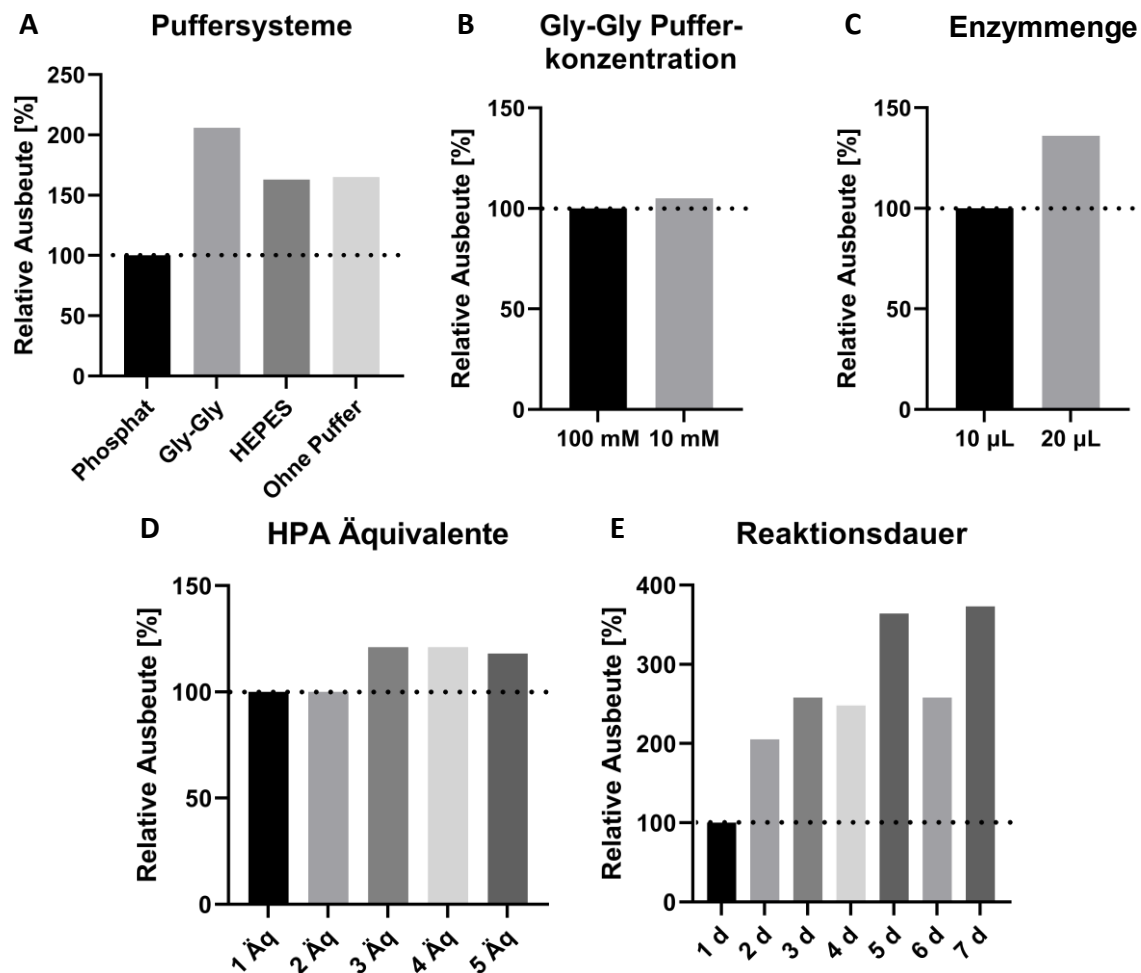 A
Puffersysteme
Relative Ausbeute [%]
250
200
150
100
50
0
Phosphat
Gly-Gly
HEPES
Ohne Puffer
B
Gly-Gly Puffer-
konzentration
Relative Ausbeute [%]
150
100
50
0
100 mM
10 mM
C
Enzymmenge
Relative Ausbeute [%]
150
100
50
0
10 µL
20 µL
D
HPA Äquivalente
Relative Ausbeute [%]
150
100
50
0
1 Äq
2 Äq
3 Äq
4 Äq
5 Äq
E
Reaktionsdauer
Relative Ausbeute [%]
400
300
200
100
0
1 d
2 d
3 d
4 d
5 d
6 d
7 d